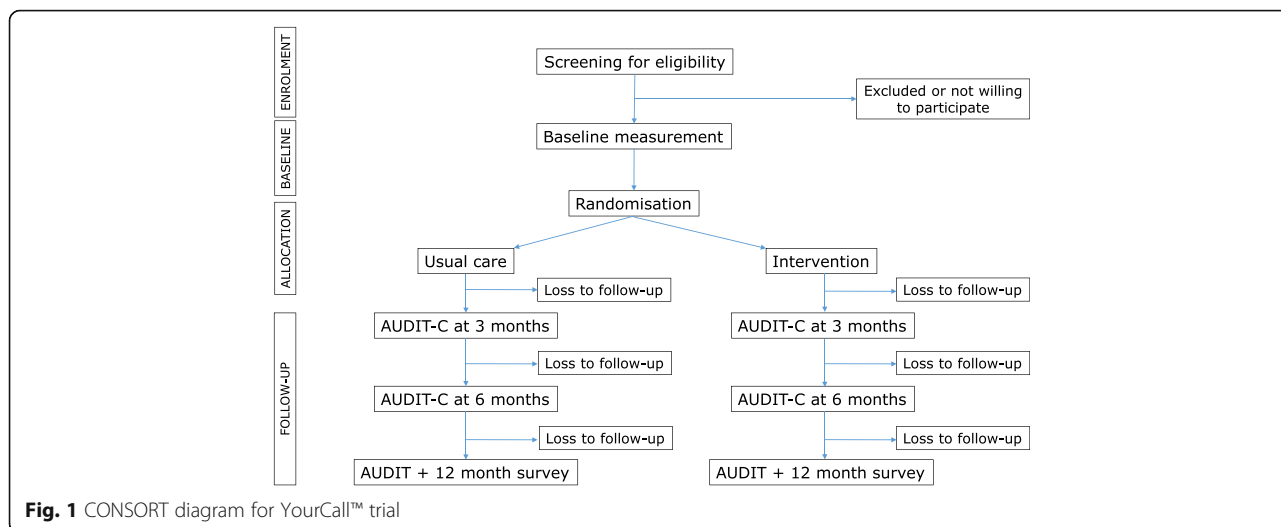 ENROLMENT
Screening for eligibility
Excluded or not willing
to participate
BASELINE
Baseline measurement
ALLOCATION
Randomisation
Usual care
Intervention
Loss to follow-up
Loss to follow-up
FOLLOW-UP
AUDIT-C at 3 months
AUDIT-C at 3 months
Loss to follow-up
Loss to follow-up
AUDIT-C at 6 months
AUDIT-C at 6 months
Loss to follow-up
Loss to follow-up
AUDIT + 12 month survey
AUDIT + 12 month survey
Fig. 1 CONSORT diagram for YourCall™ trial